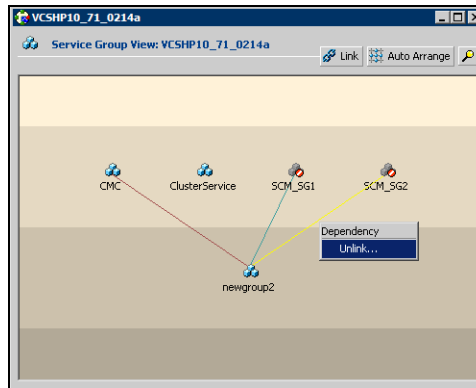 VCSHP10_71_0214a
Service Group View: VCSHP10_71_0214a
Link
Auto Arrange
CMC
ClusterService
SCM_SG1
SCM_SG2
Dependency
Unlink...
newgroup2